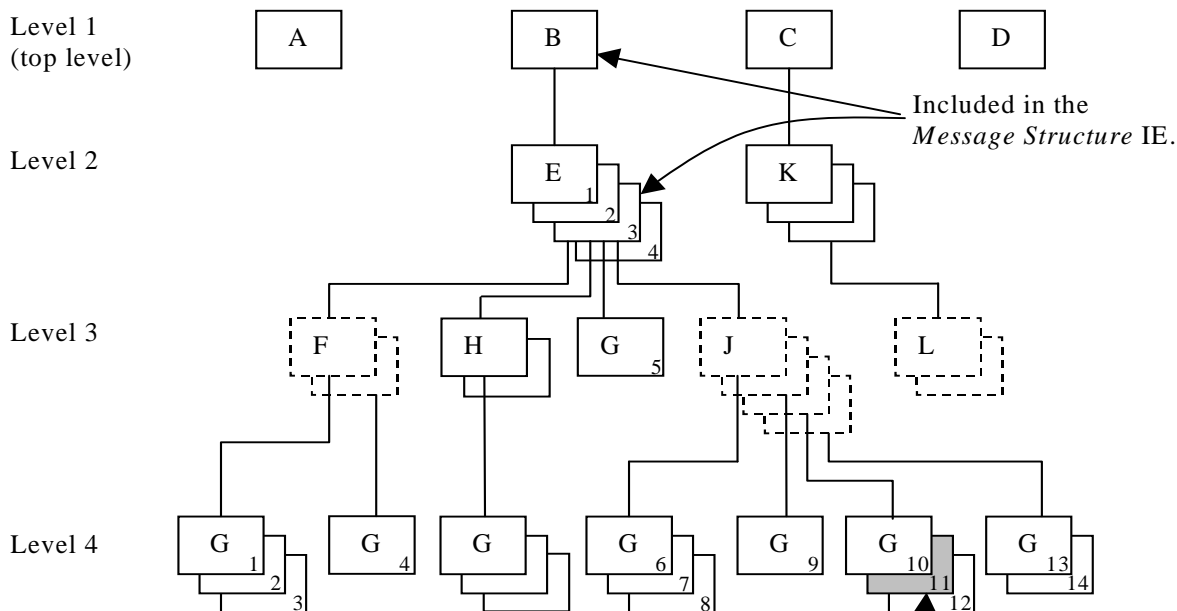 Level 1
(top level)
A
B
C
D
Included in the
Message Structure IE.
Level 2
E
1
2
3
4
K
Level 3
F
H
G
5
J
L
Level 4
G
1
2
3
G
4
G
G
6
7
8
G
9
G
10
11
12
G
13
14